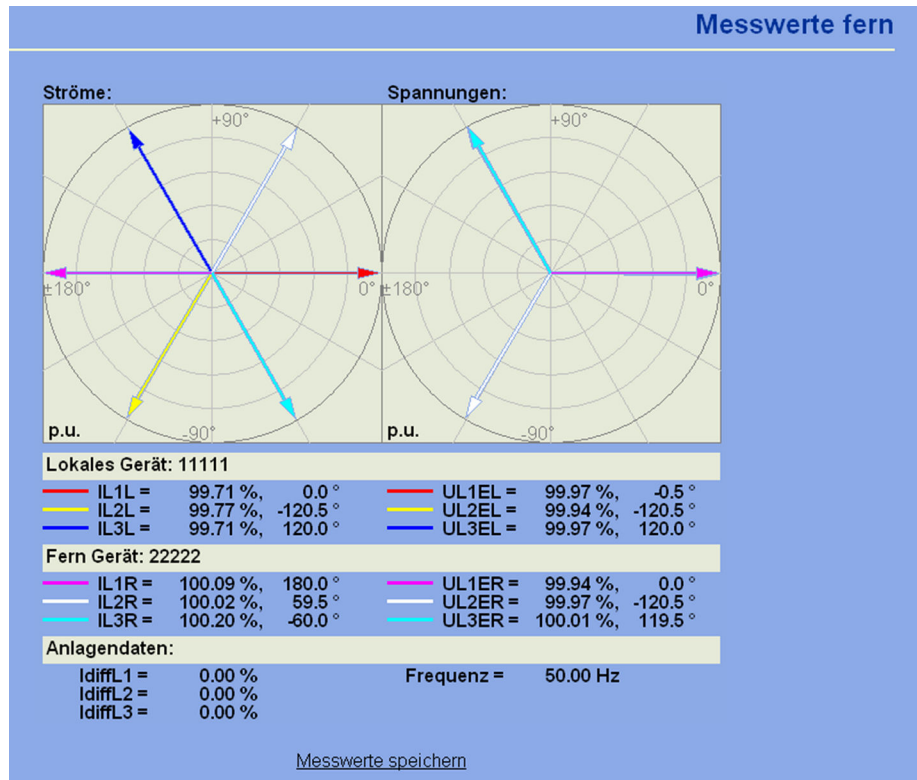 Messwerte fern
Ströme: Spannungen:
+90° +90°
±180° 0° ±180° 0°
p.u. -90° p.u. -90°
Lokales Gerät: 11111
IL1L = 99.71 %, 0.0 ° UL1EL = 99.97 %, -0.5 °
IL2L = 99.77 %, -120.5 ° UL2EL = 99.94 %, -120.5 °
IL3L = 99.71 %, 120.0 ° UL3EL = 99.97 %, 120.0 °
Fern Gerät: 22222
IL1R = 100.09 %, 180.0 ° UL1ER = 99.94 %, 0.0 °
IL2R = 100.02 %, 59.5 ° UL2ER = 99.97 %, -120.5 °
IL3R = 100.20 %, -60.0 ° UL3ER = 100.01 %, 119.5 °
Anlagendaten:
IdiffL1 = 0.00 % Frequenz = 50.00 Hz
IdiffL2 = 0.00 %
IdiffL3 = 0.00 %
Messwerte speichern